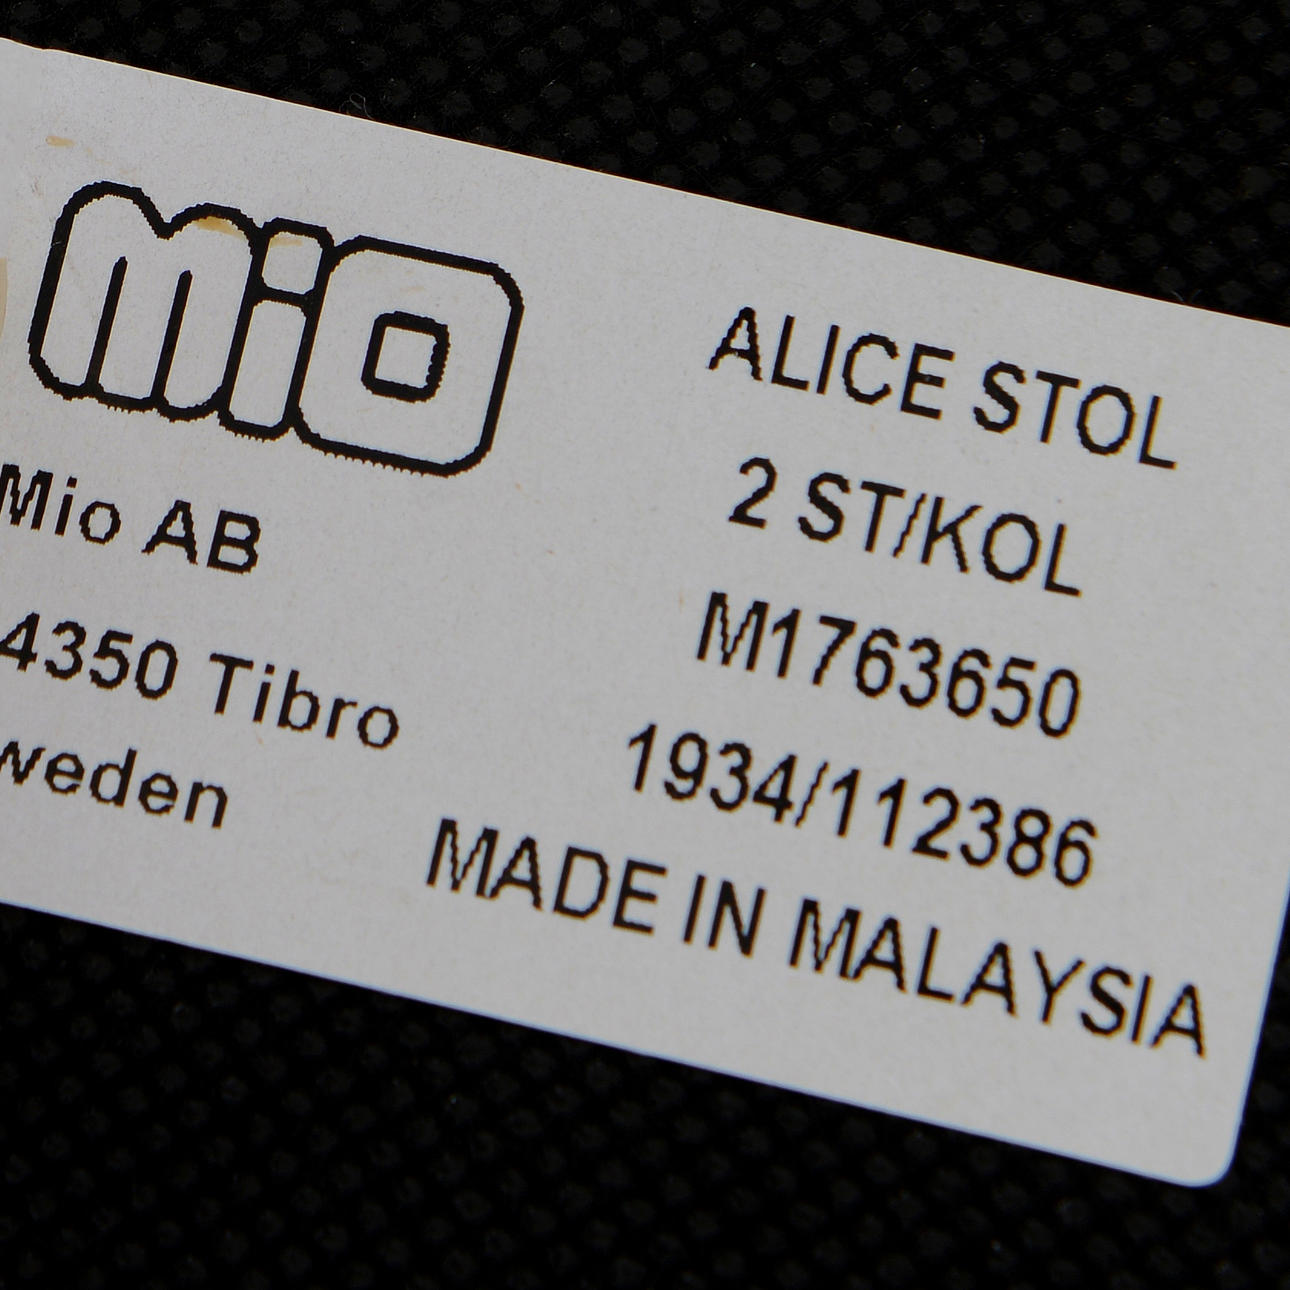 mio
Mio AB
4350 Tibro
weden
ALICE STOL
2 ST/KOL
M1763650
1934/112386
MADE IN MALAYSIA